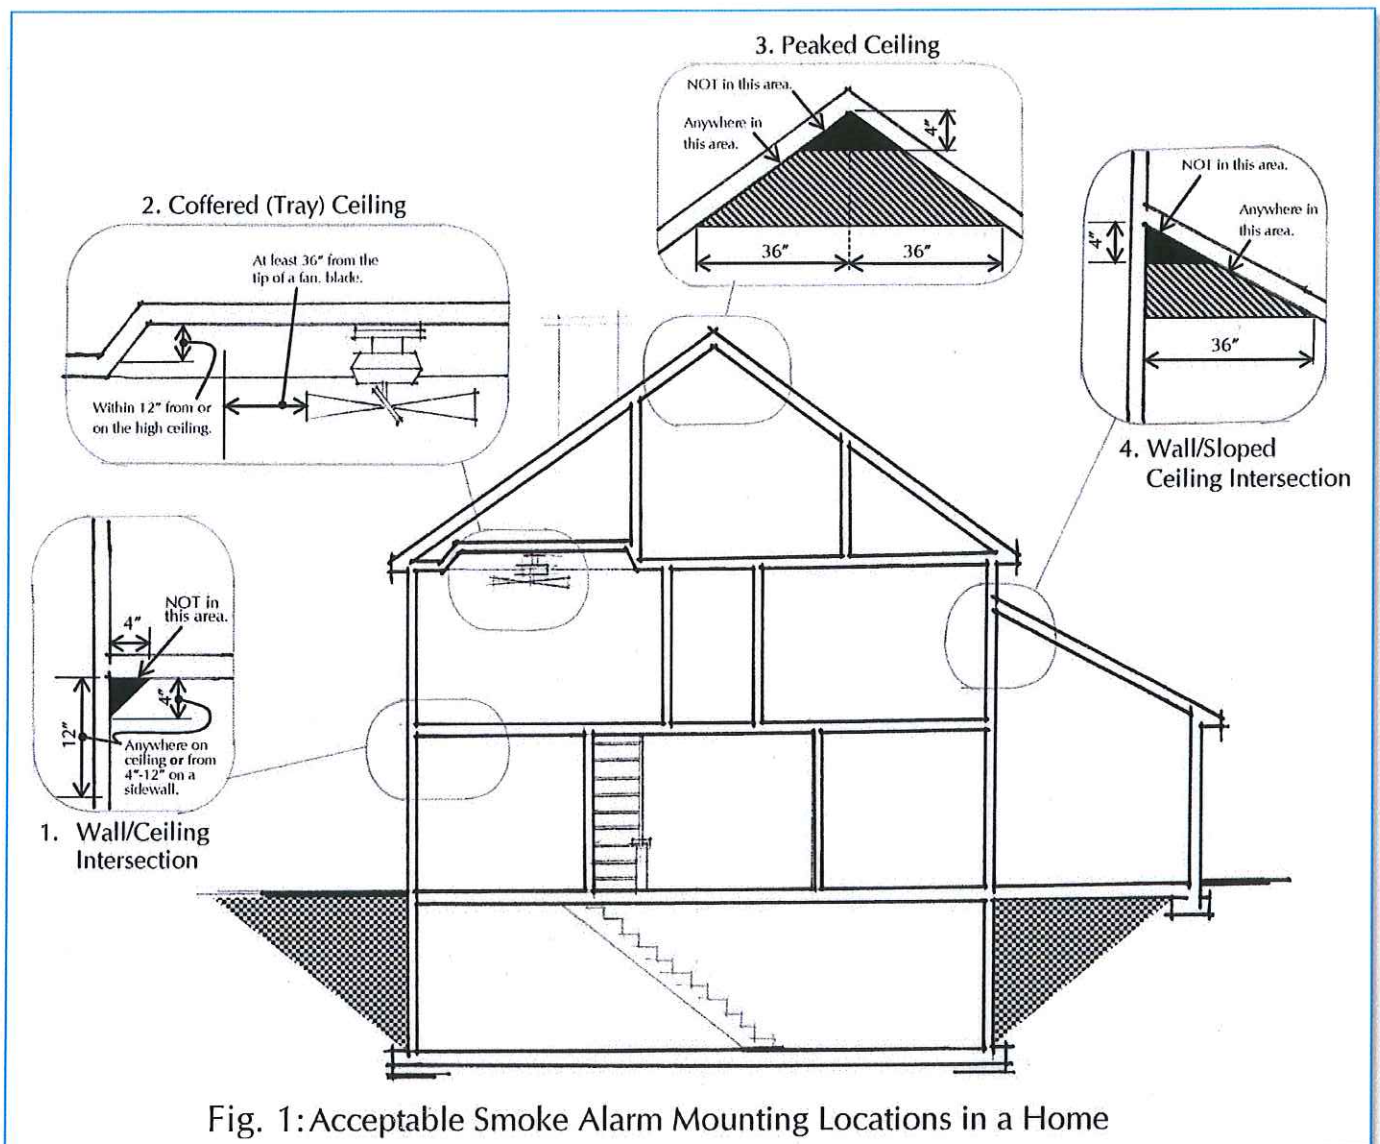 3. Peaked Ceiling
NOT in this area.
Anywhere in
this area.
4"
36"
36"
2. Coffered (Tray) Ceiling
At least 36" from the
tip of a fan. blade.
Within 12" from or
on the high ceiling.
NOT in this area.
Anywhere in
this area.
4"
36"
4. Wall/Sloped
Ceiling Intersection
NOT in
this area.
4"
4"
12"
Anywhere on
ceiling or from
4"-12" on a
sidewall.
1. Wall/Ceiling
Intersection
Fig. 1: Acceptable Smoke Alarm Mounting Locations in a Home